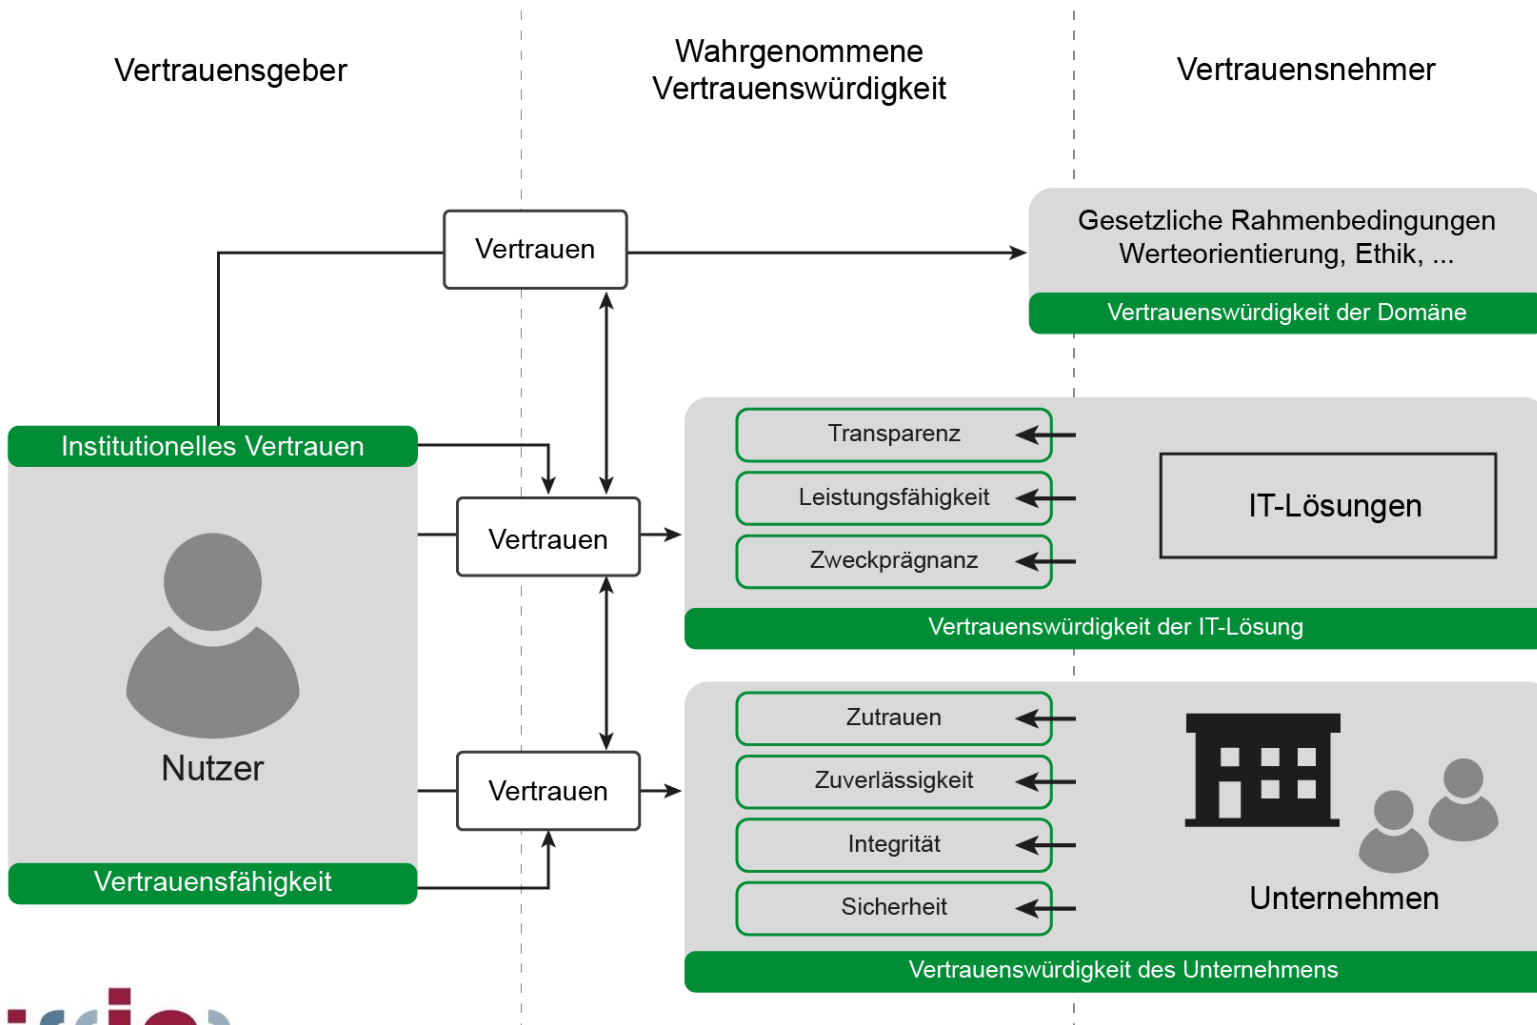 Vertrauensgeber
Wahrgenommene
Vertrauenswürdigkeit
Vertrauensnehmer
Vertrauen
Gesetzliche Rahmenbedingungen
Werteorientierung, Ethik, ...
Vertrauenswürdigkeit der Domäne
Institutionelles Vertrauen
Nutzer
Vertrauensfähigkeit
Vertrauen
Transparenz
Leistungsfähigkeit
Zweckprägnanz
IT-Lösungen
Vertrauenswürdigkeit der IT-Lösung
Vertrauen
Zutrauen
Zuverlässigkeit
Integrität
Sicherheit
Unternehmen
Vertrauenswürdigkeit des Unternehmens